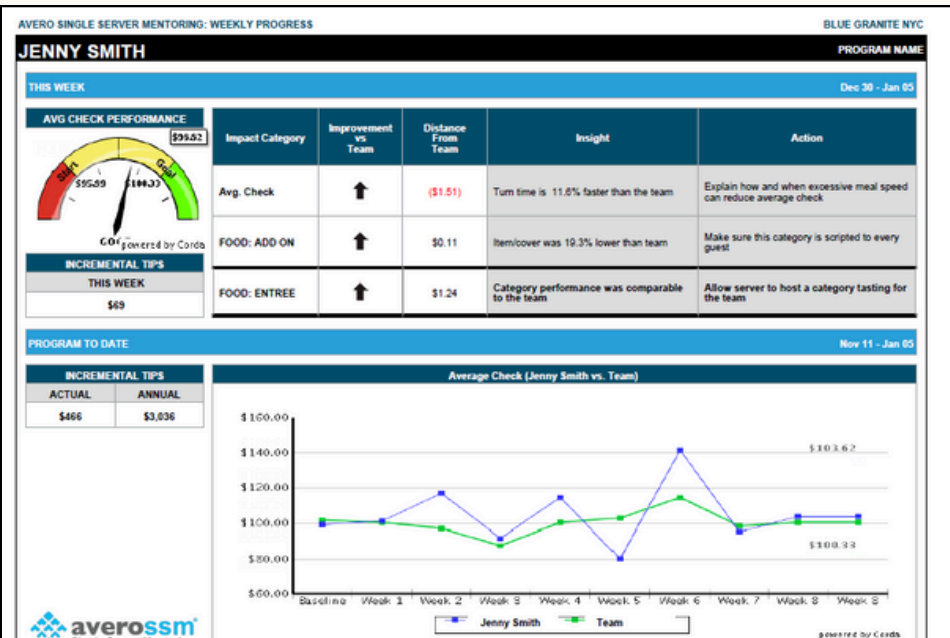 AVERO SINGLE SERVER MENTORING: WEEKLY PROGRESS
BLUE GRANITE NYC
JENNY SMITH
PROGRAM NAME
THIS WEEK
Dec 30 - Jan 05
AVG CHECK PERFORMANCE
$99.52
Start
Goal
$95.99
$100.33
powered by Corda
INCREMENTAL TIPS
THIS WEEK
$69
Impact Category
Improvement
vs
Team
Distance
From
Team
Insight
Action
Avg. Check
($1.51)
Turn time is 11.6% faster than the team
Explain how and when excessive meal speed
can reduce average check
FOOD: ADD ON
$0.11
Item/cover was 19.3% lower than team
Make sure this category is scripted to every
guest
FOOD: ENTREE
$1.24
Category performance was comparable
to the team
Allow server to host a category tasting for
the team
PROGRAM TO DATE
Nov 11 - Jan 05
INCREMENTAL TIPS
ACTUAL
ANNUAL
$466
$3,036
Average Check (Jenny Smith vs. Team)
$160.00
$140.00
$120.00
$100.00
$80.00
$60.00
$103.62
$100.33
Baseline
Week 1
Week 2
Week 3
Week 4
Week 5
Week 6
Week 7
Week 8
Week 8
Jenny Smith
Team
powered by Corda
averossm